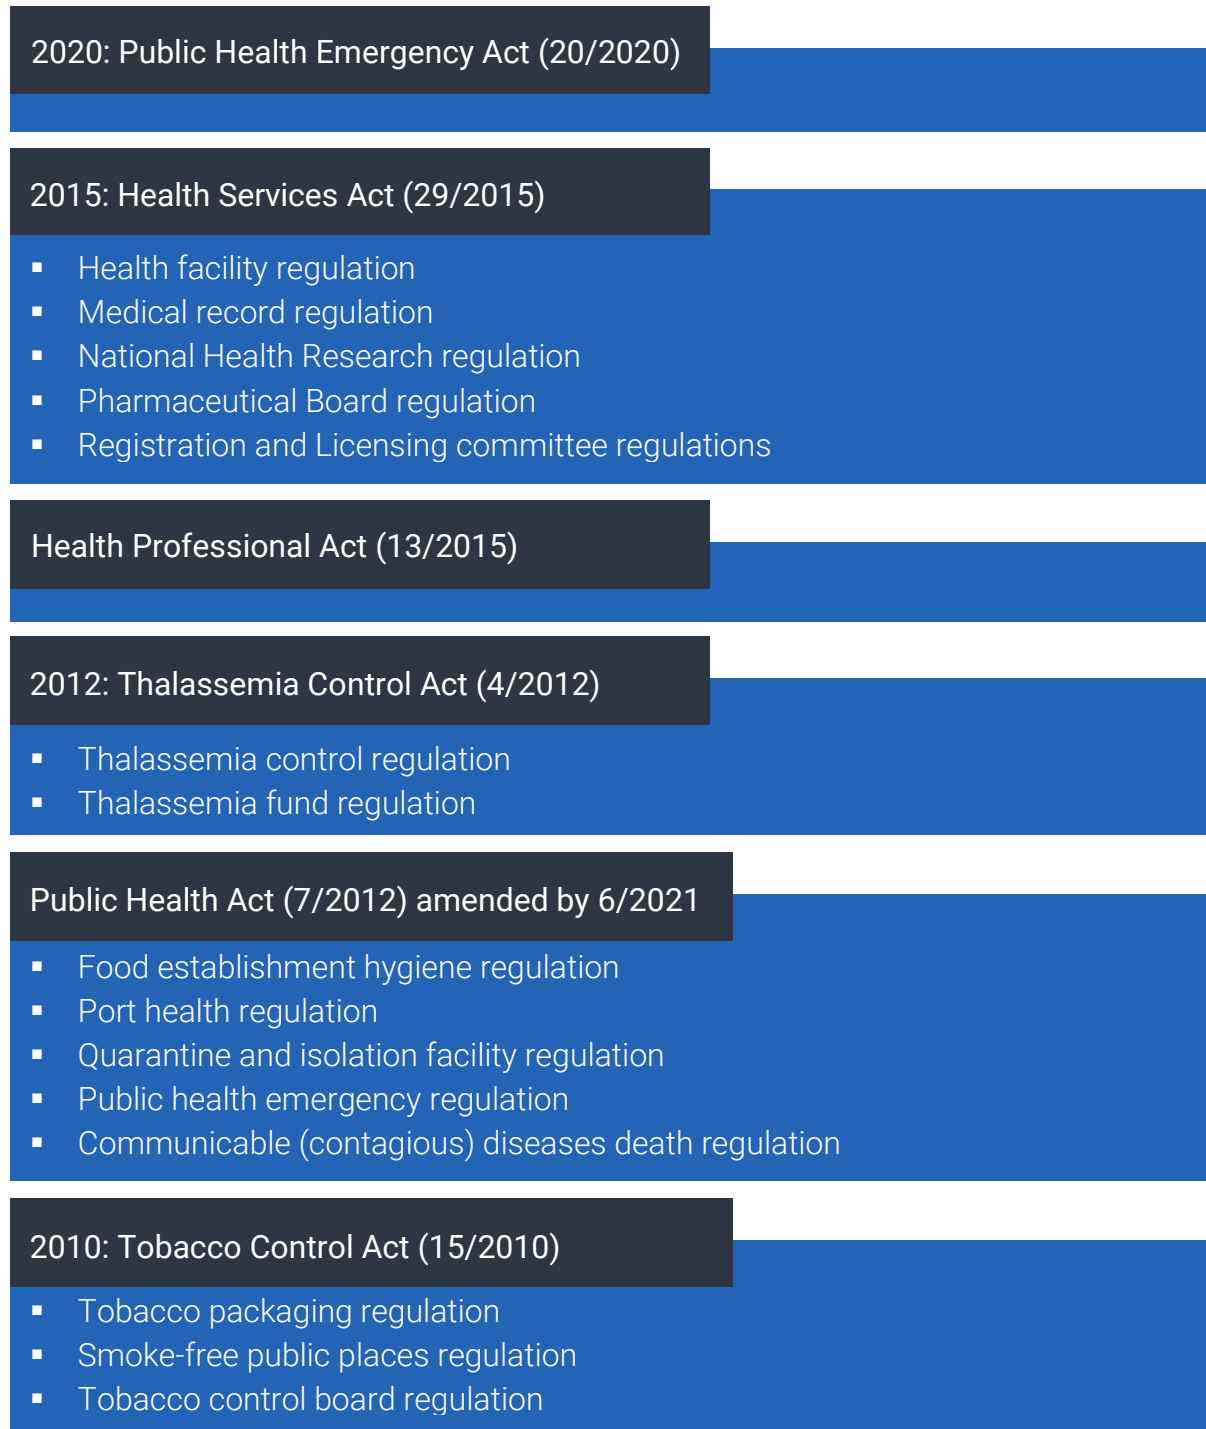 2020: Public Health Emergency Act (20/2020)
2015: Health Services Act (29/2015)
▪ Health facility regulation
▪ Medical record regulation
▪ National Health Research regulation
▪ Pharmaceutical Board regulation
▪ Registration and Licensing committee regulations
Health Professional Act (13/2015)
2012: Thalassemia Control Act (4/2012)
▪ Thalassemia control regulation
▪ Thalassemia fund regulation
Public Health Act (7/2012) amended by 6/2021
▪ Food establishment hygiene regulation
▪ Port health regulation
▪ Quarantine and isolation facility regulation
▪ Public health emergency regulation
▪ Communicable (contagious) diseases death regulation
2010: Tobacco Control Act (15/2010)
▪ Tobacco packaging regulation
▪ Smoke-free public places regulation
▪ Tobacco control board regulation